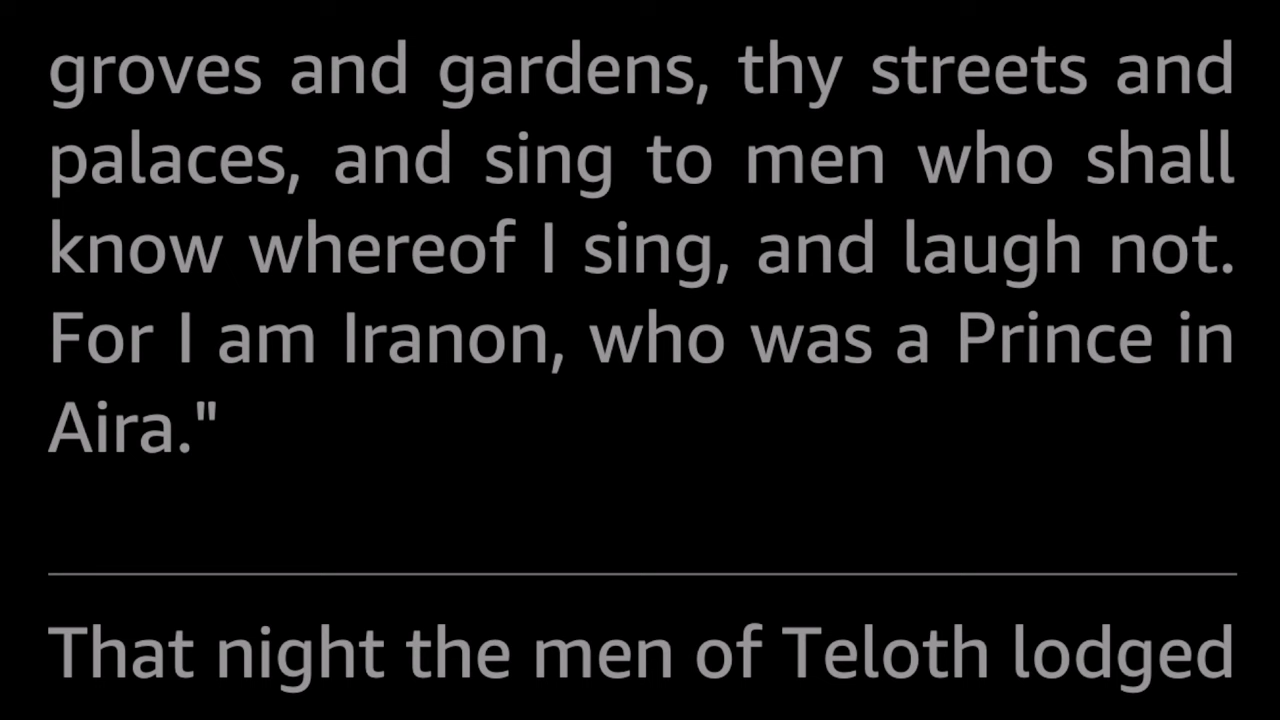 groves and gardens, thy streets and
palaces, and sing to men who shall
know whereof I sing, and laugh not.
For I am Iranon, who was a Prince in
Aira."
That night the men of Teloth lodged